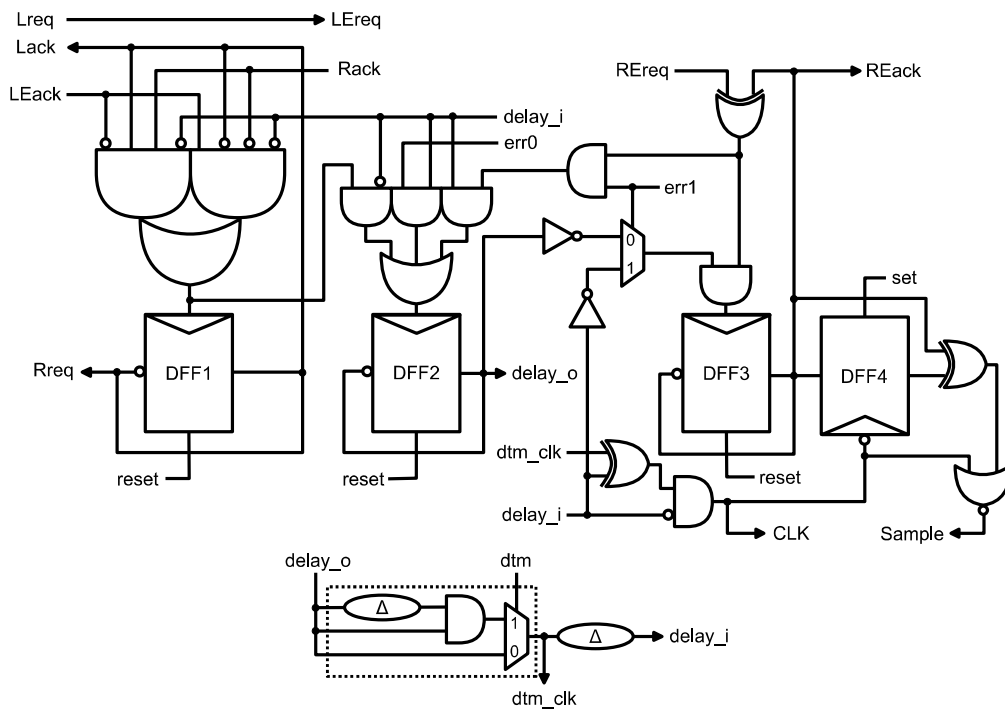 Lreq LEreq
Lack
Rack REreq REack
LEack
delay_i
err0
err1
0
1
set
Rreq DFF1 DFF2 delay_o DFF3 DFF4
dtm_clk
reset reset reset
delay_i
CLK Sample
delay_o dtm
Δ 1
0 Δ delay_i
dtm_clk